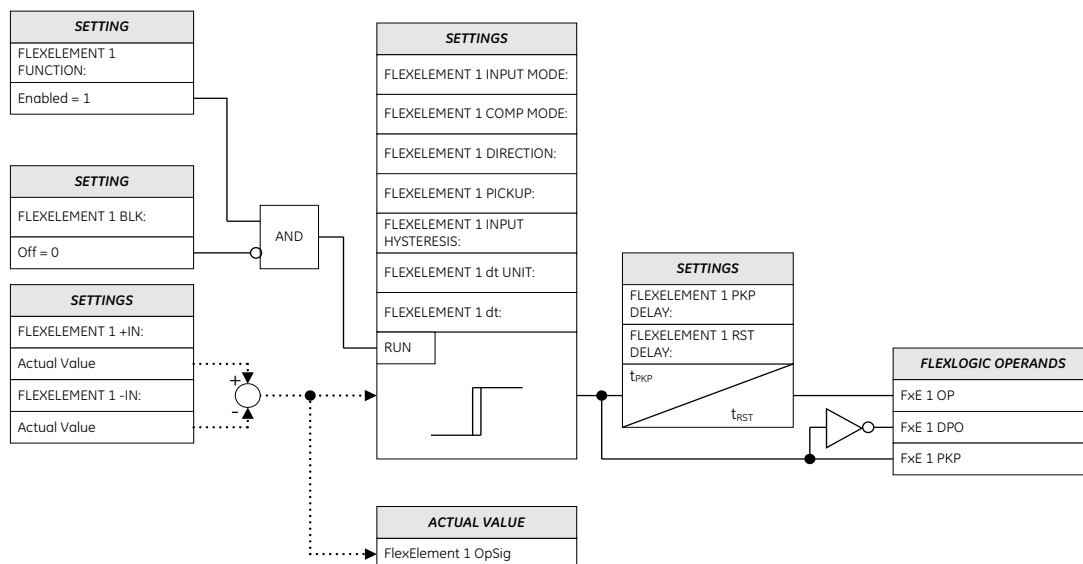 SETTING
FLEXELEMENT 1
FUNCTION:
Enabled = 1
SETTING
FLEXELEMENT 1 BLK:
Off = 0
SETTINGS
FLEXELEMENT 1 +IN:
Actual Value
FLEXELEMENT 1 -IN:
Actual Value
+
-
AND
SETTINGS
FLEXELEMENT 1 INPUT MODE:
FLEXELEMENT 1 COMP MODE:
FLEXELEMENT 1 DIRECTION:
FLEXELEMENT 1 PICKUP:
FLEXELEMENT 1 INPUT
HYSTERESIS:
FLEXELEMENT 1 dt UNIT:
FLEXELEMENT 1 dt:
RUN
ACTUAL VALUE
FlexElement 1 OpSig
SETTINGS
FLEXELEMENT 1 PKP
DELAY:
FLEXELEMENT 1 RST
DELAY:
tPKP
tRST
FLEXLOGIC OPERANDS
FxE 1 OP
FxE 1 DPO
FxE 1 PKP